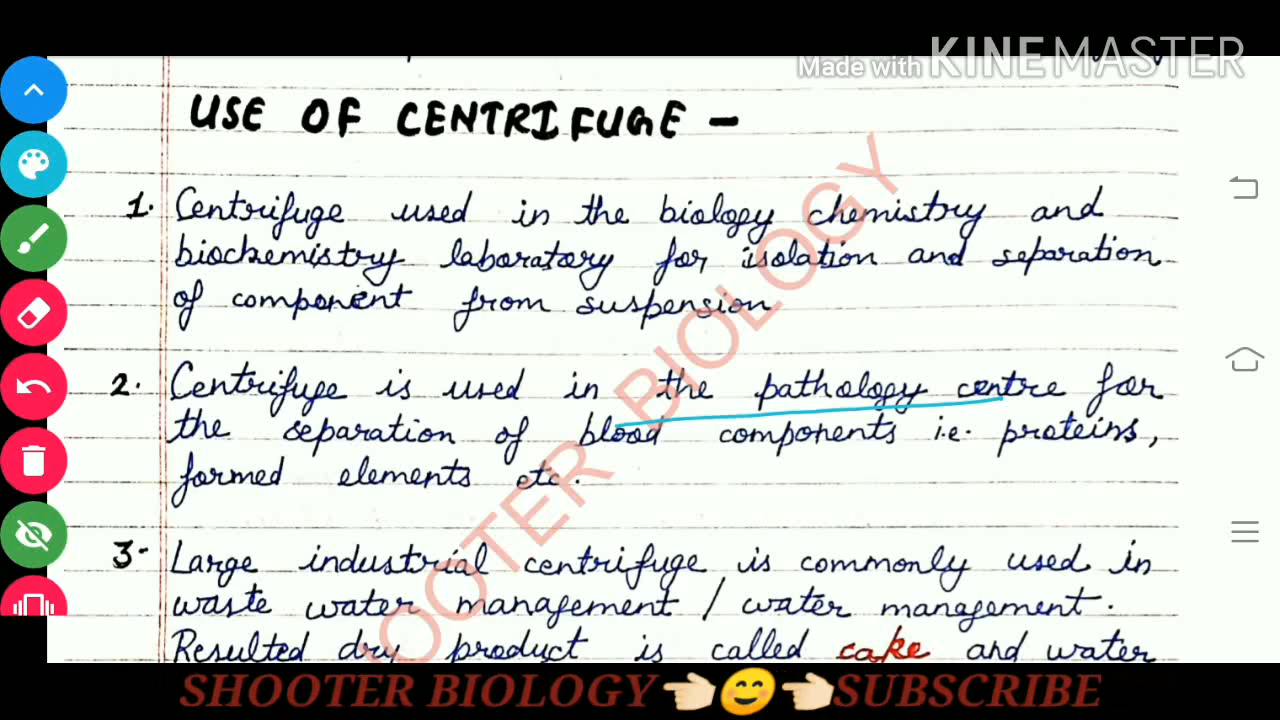 Made with KINEMASTER
USE OF CENTRIFUGE -
1. Centrifuge used in the biology chemistry and
biochemistry laboratory for isolation and separation
of component from suspension
2. Centrifuge is used in the pathology centre for
the separation of blood components i.e. proteins,
formed elements etc.
3- Large industrial centrifuge is commonly used in
waste water management / water management.
Resulted dry product is called cake and water
OOTER BIOLOGY
SHOOTER BIOLOGY 👈🏻😊👈🏻SUBSCRIBE